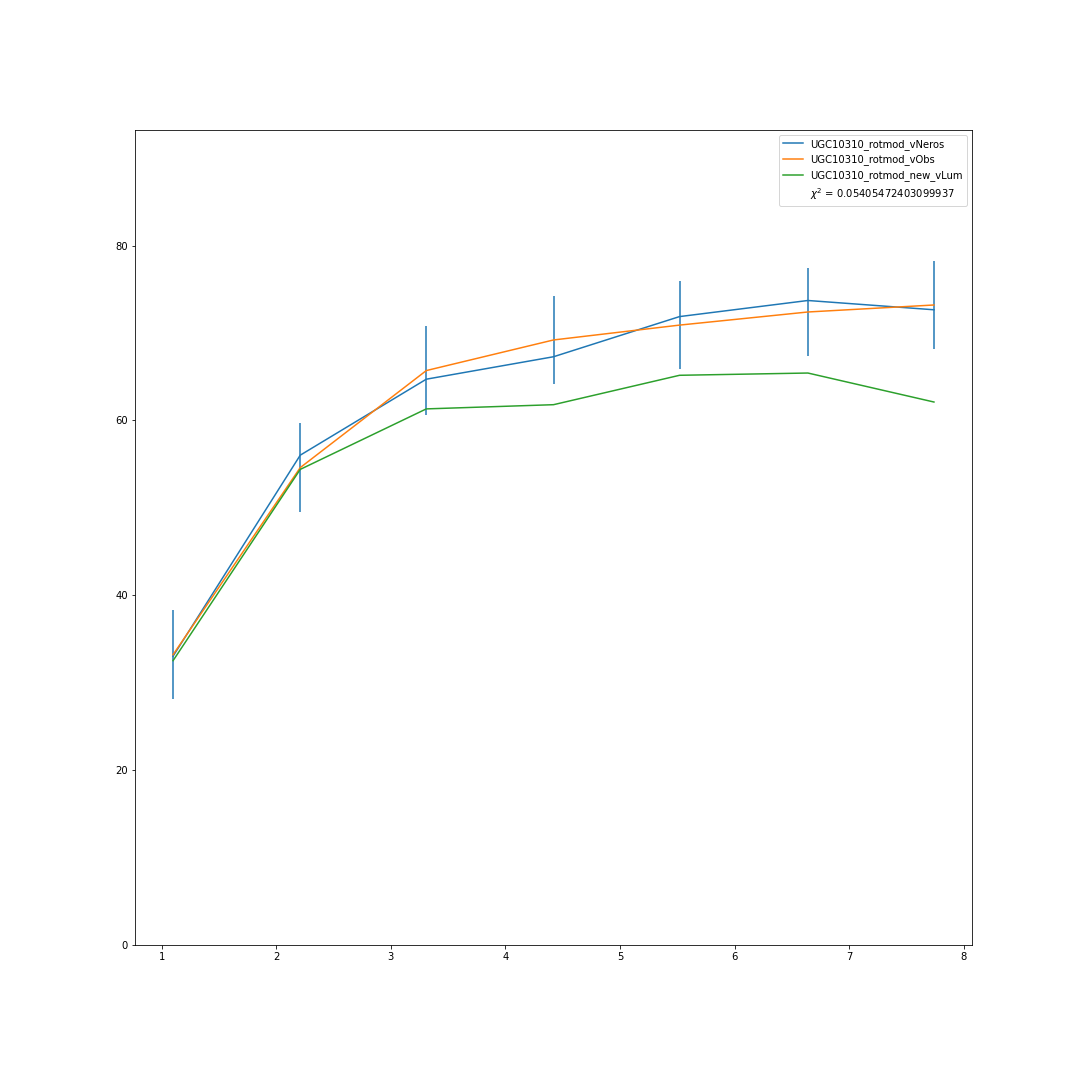 UGC10310_rotmod_vNeros
UGC10310_rotmod_vObs
UGC10310_rotmod_new_vLum
χ² = 0.05405472403099937
80
60
40
20
0
1 2 3 4 5 6 7 8